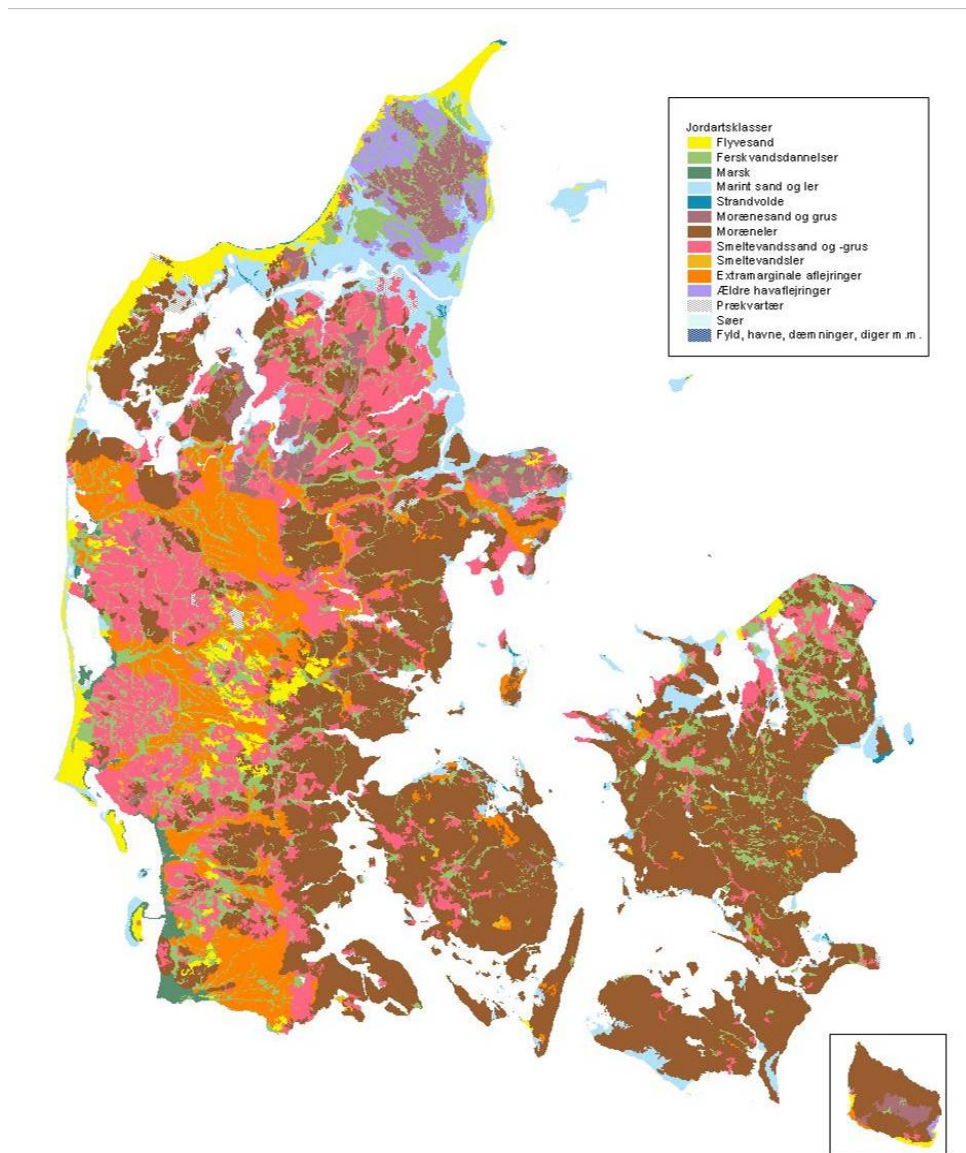 Jordartsklasser
Flyvesand
Ferskvandsdannelser
Marsk
Marint sand og ler
Strandvolde
Morænesand og grus
Moræneler
Smeltevandssand og -grus
Smeltevandsler
Extramarginale aflejringer
Ældre havaflejringer
Prækvartær
Søer
Fyld, havne, dæmninger, diger m.m.